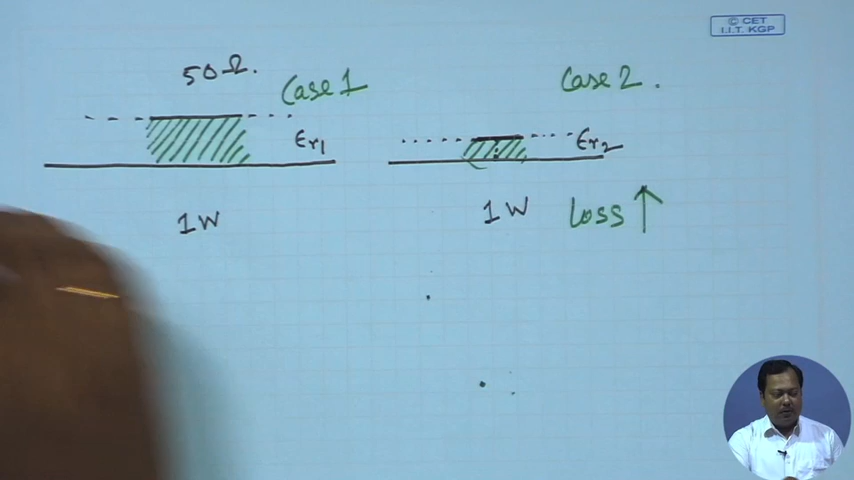 © CET
I.I.T. KGP
50Ω.
Case 1
Case 2.
εr1
εr2
1W
1W
Loss ↑